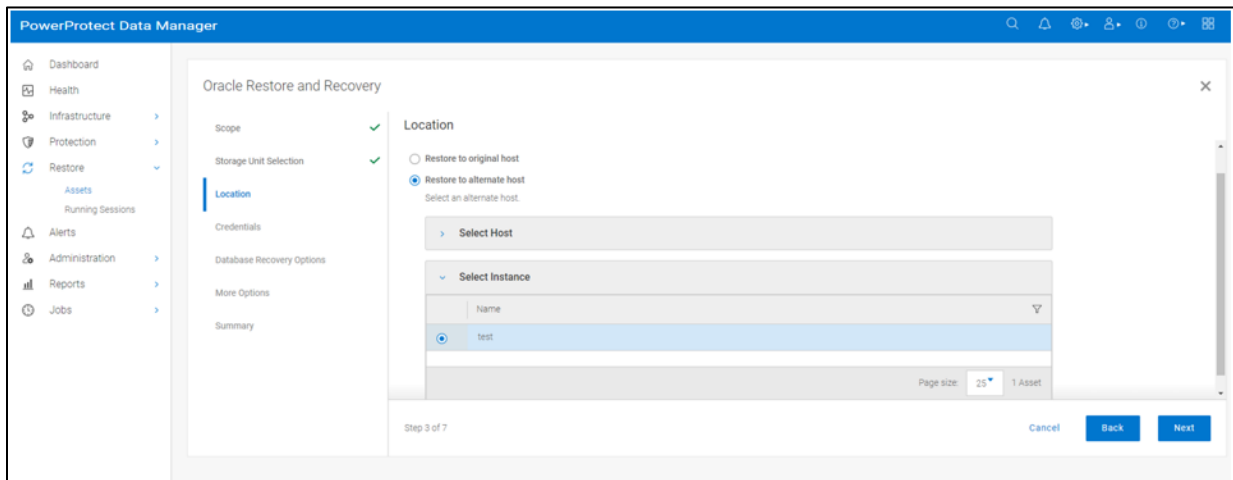 PowerProtect Data Manager
Dashboard
Health
Infrastructure
Protection
Restore
Assets
Running Sessions
Alerts
Administration
Reports
Jobs
Oracle Restore and Recovery
Scope
Storage Unit Selection
Location
Credentials
Database Recovery Options
More Options
Summary
Location
Restore to original host
Restore to alternate host
Select an alternate host.
Select Host
Select Instance
Name
test
Page size: 25 1 Asset
Step 3 of 7
Cancel Back Next